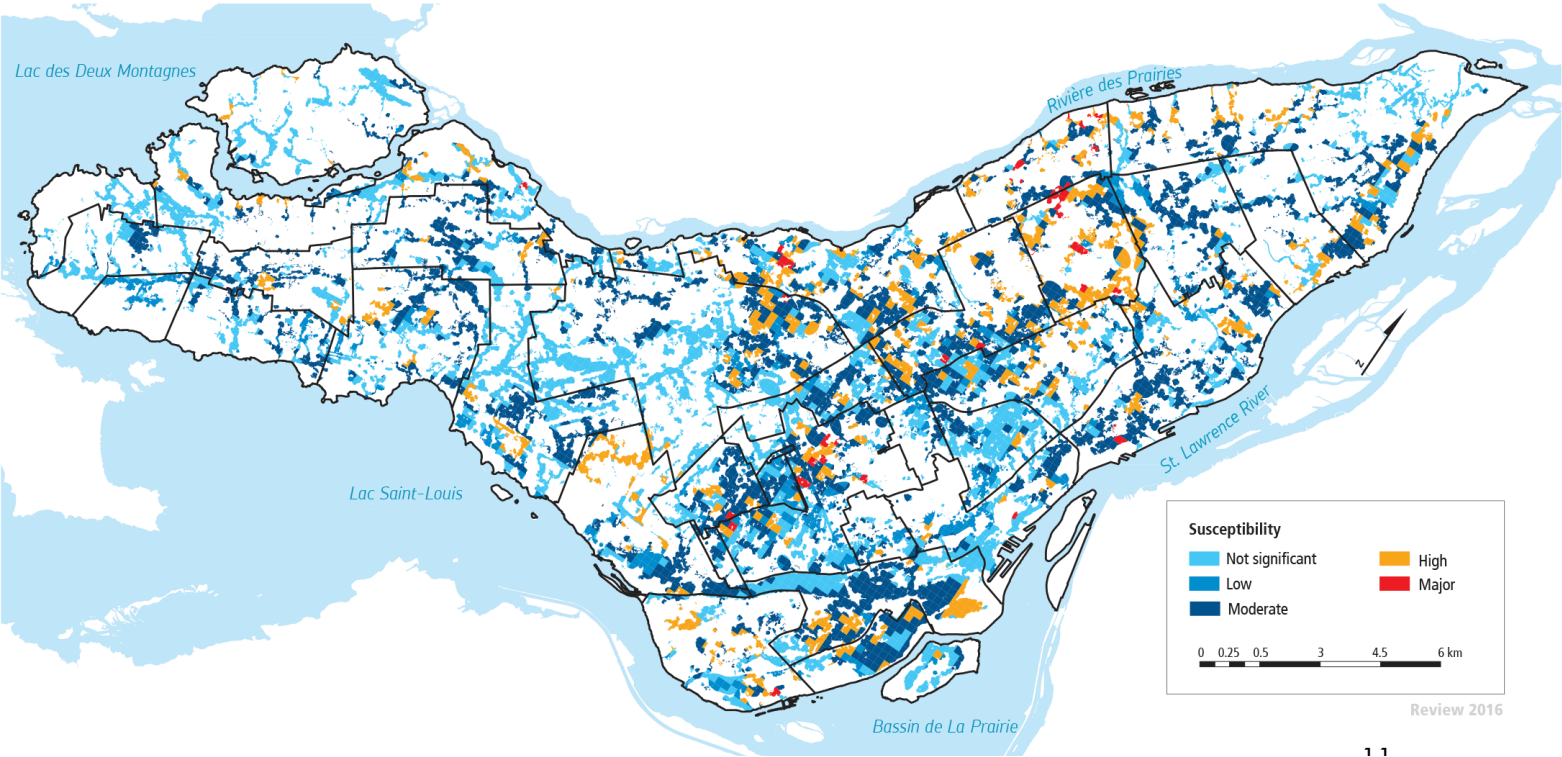 Lac des Deux Montagnes
Rivière des Prairies
N
St. Lawrence River
Lac Saint-Louis
Susceptibility
Not significant
High
Low
Major
Moderate
0 0.25 0.5 3 4.5 6 km
Review 2016
Bassin de La Prairie